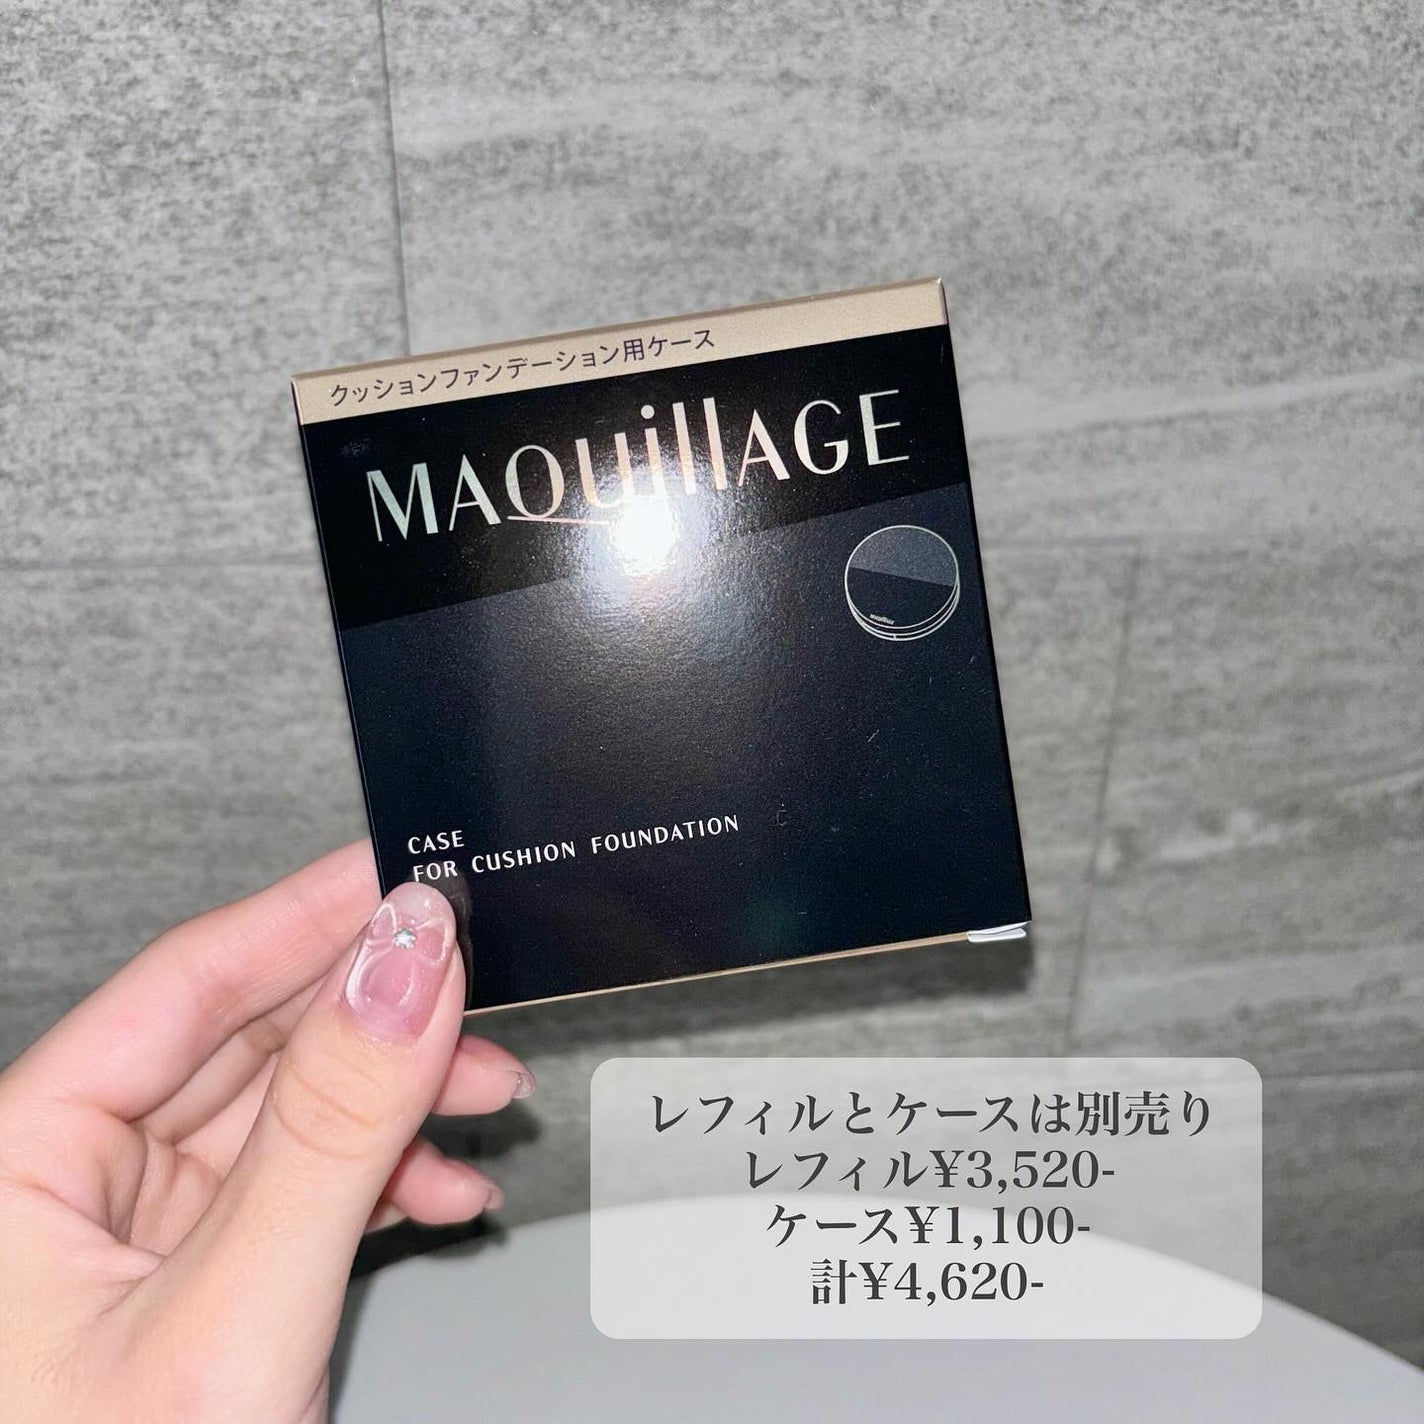 クッションファンデーション用ケース
MAQuillAGE
CASE
FOR CUSHION FOUNDATION
レフィルとケースは別売り
レフィル¥3,520-
ケース¥1,100-
計¥4,620-